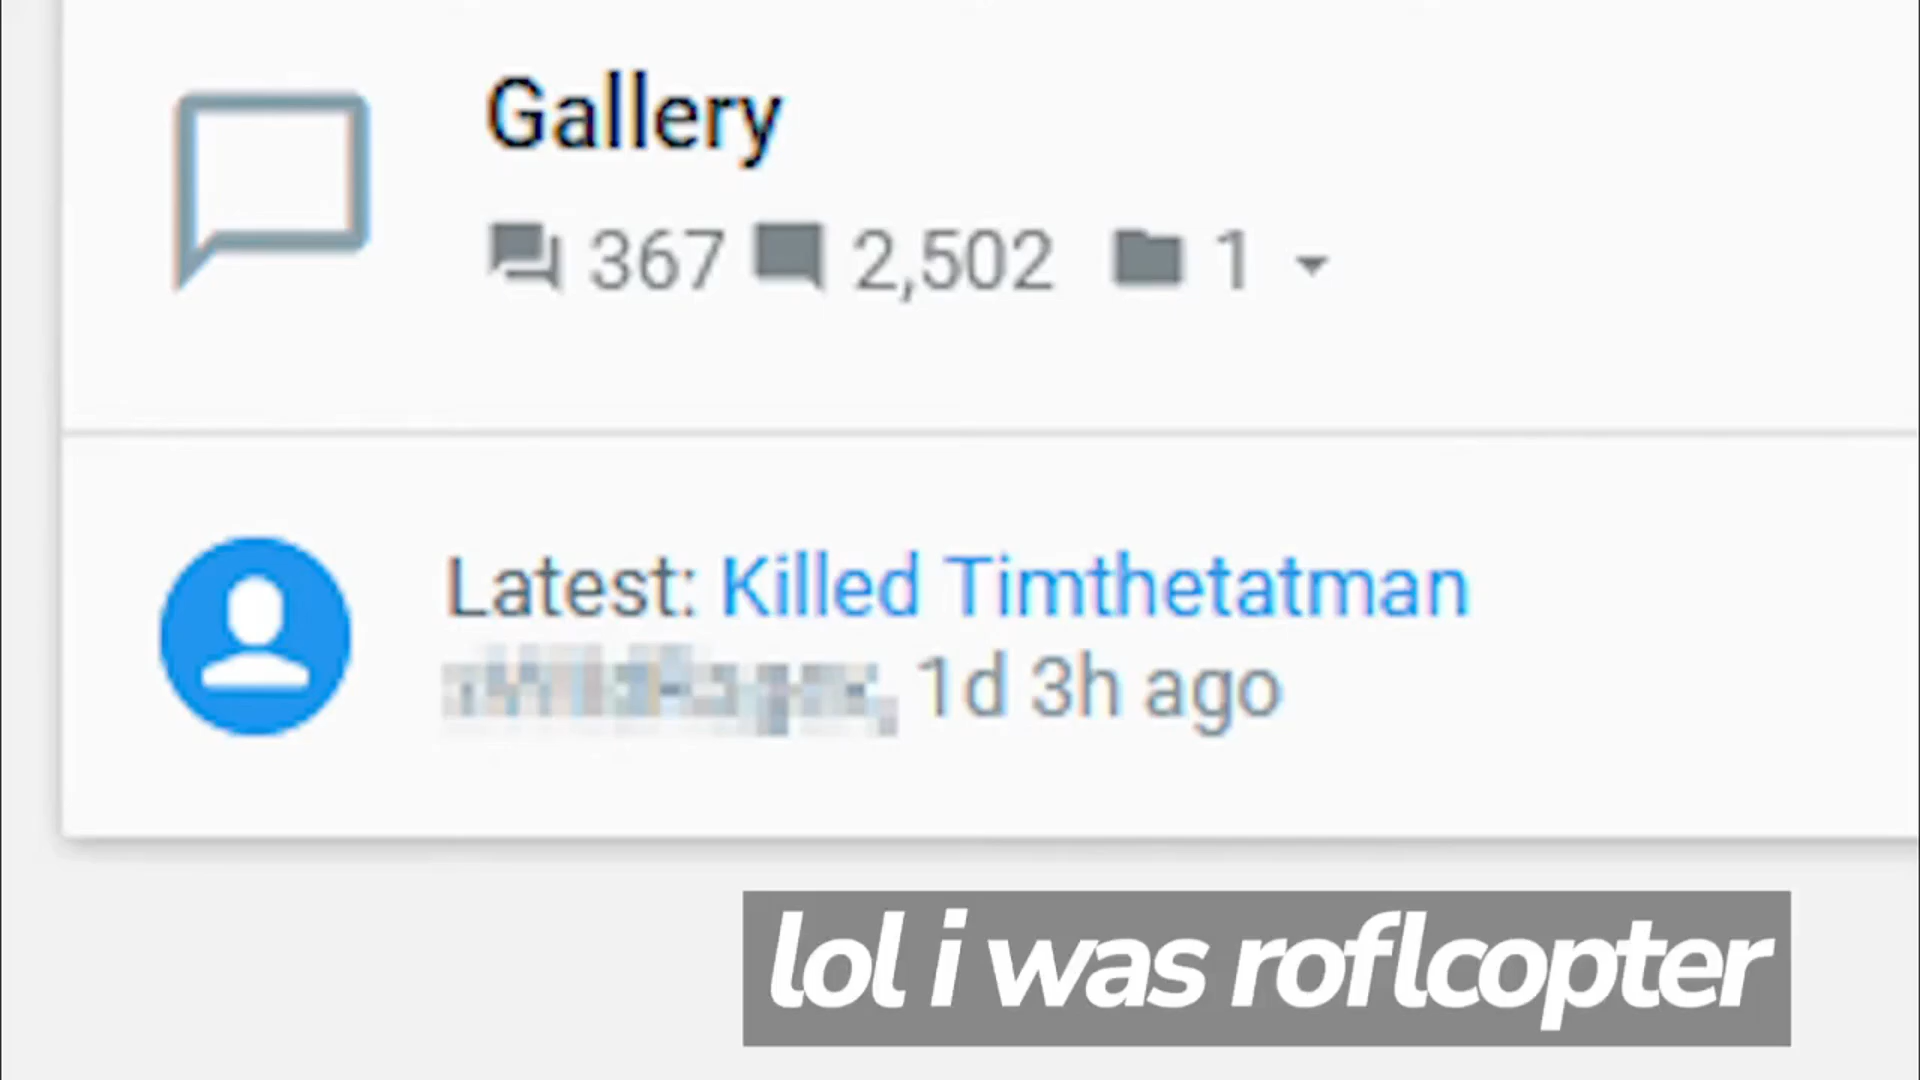 Gallery
367 2,502 1
Latest: Killed Timthetatman
1d 3h ago
lol i was roflcopter